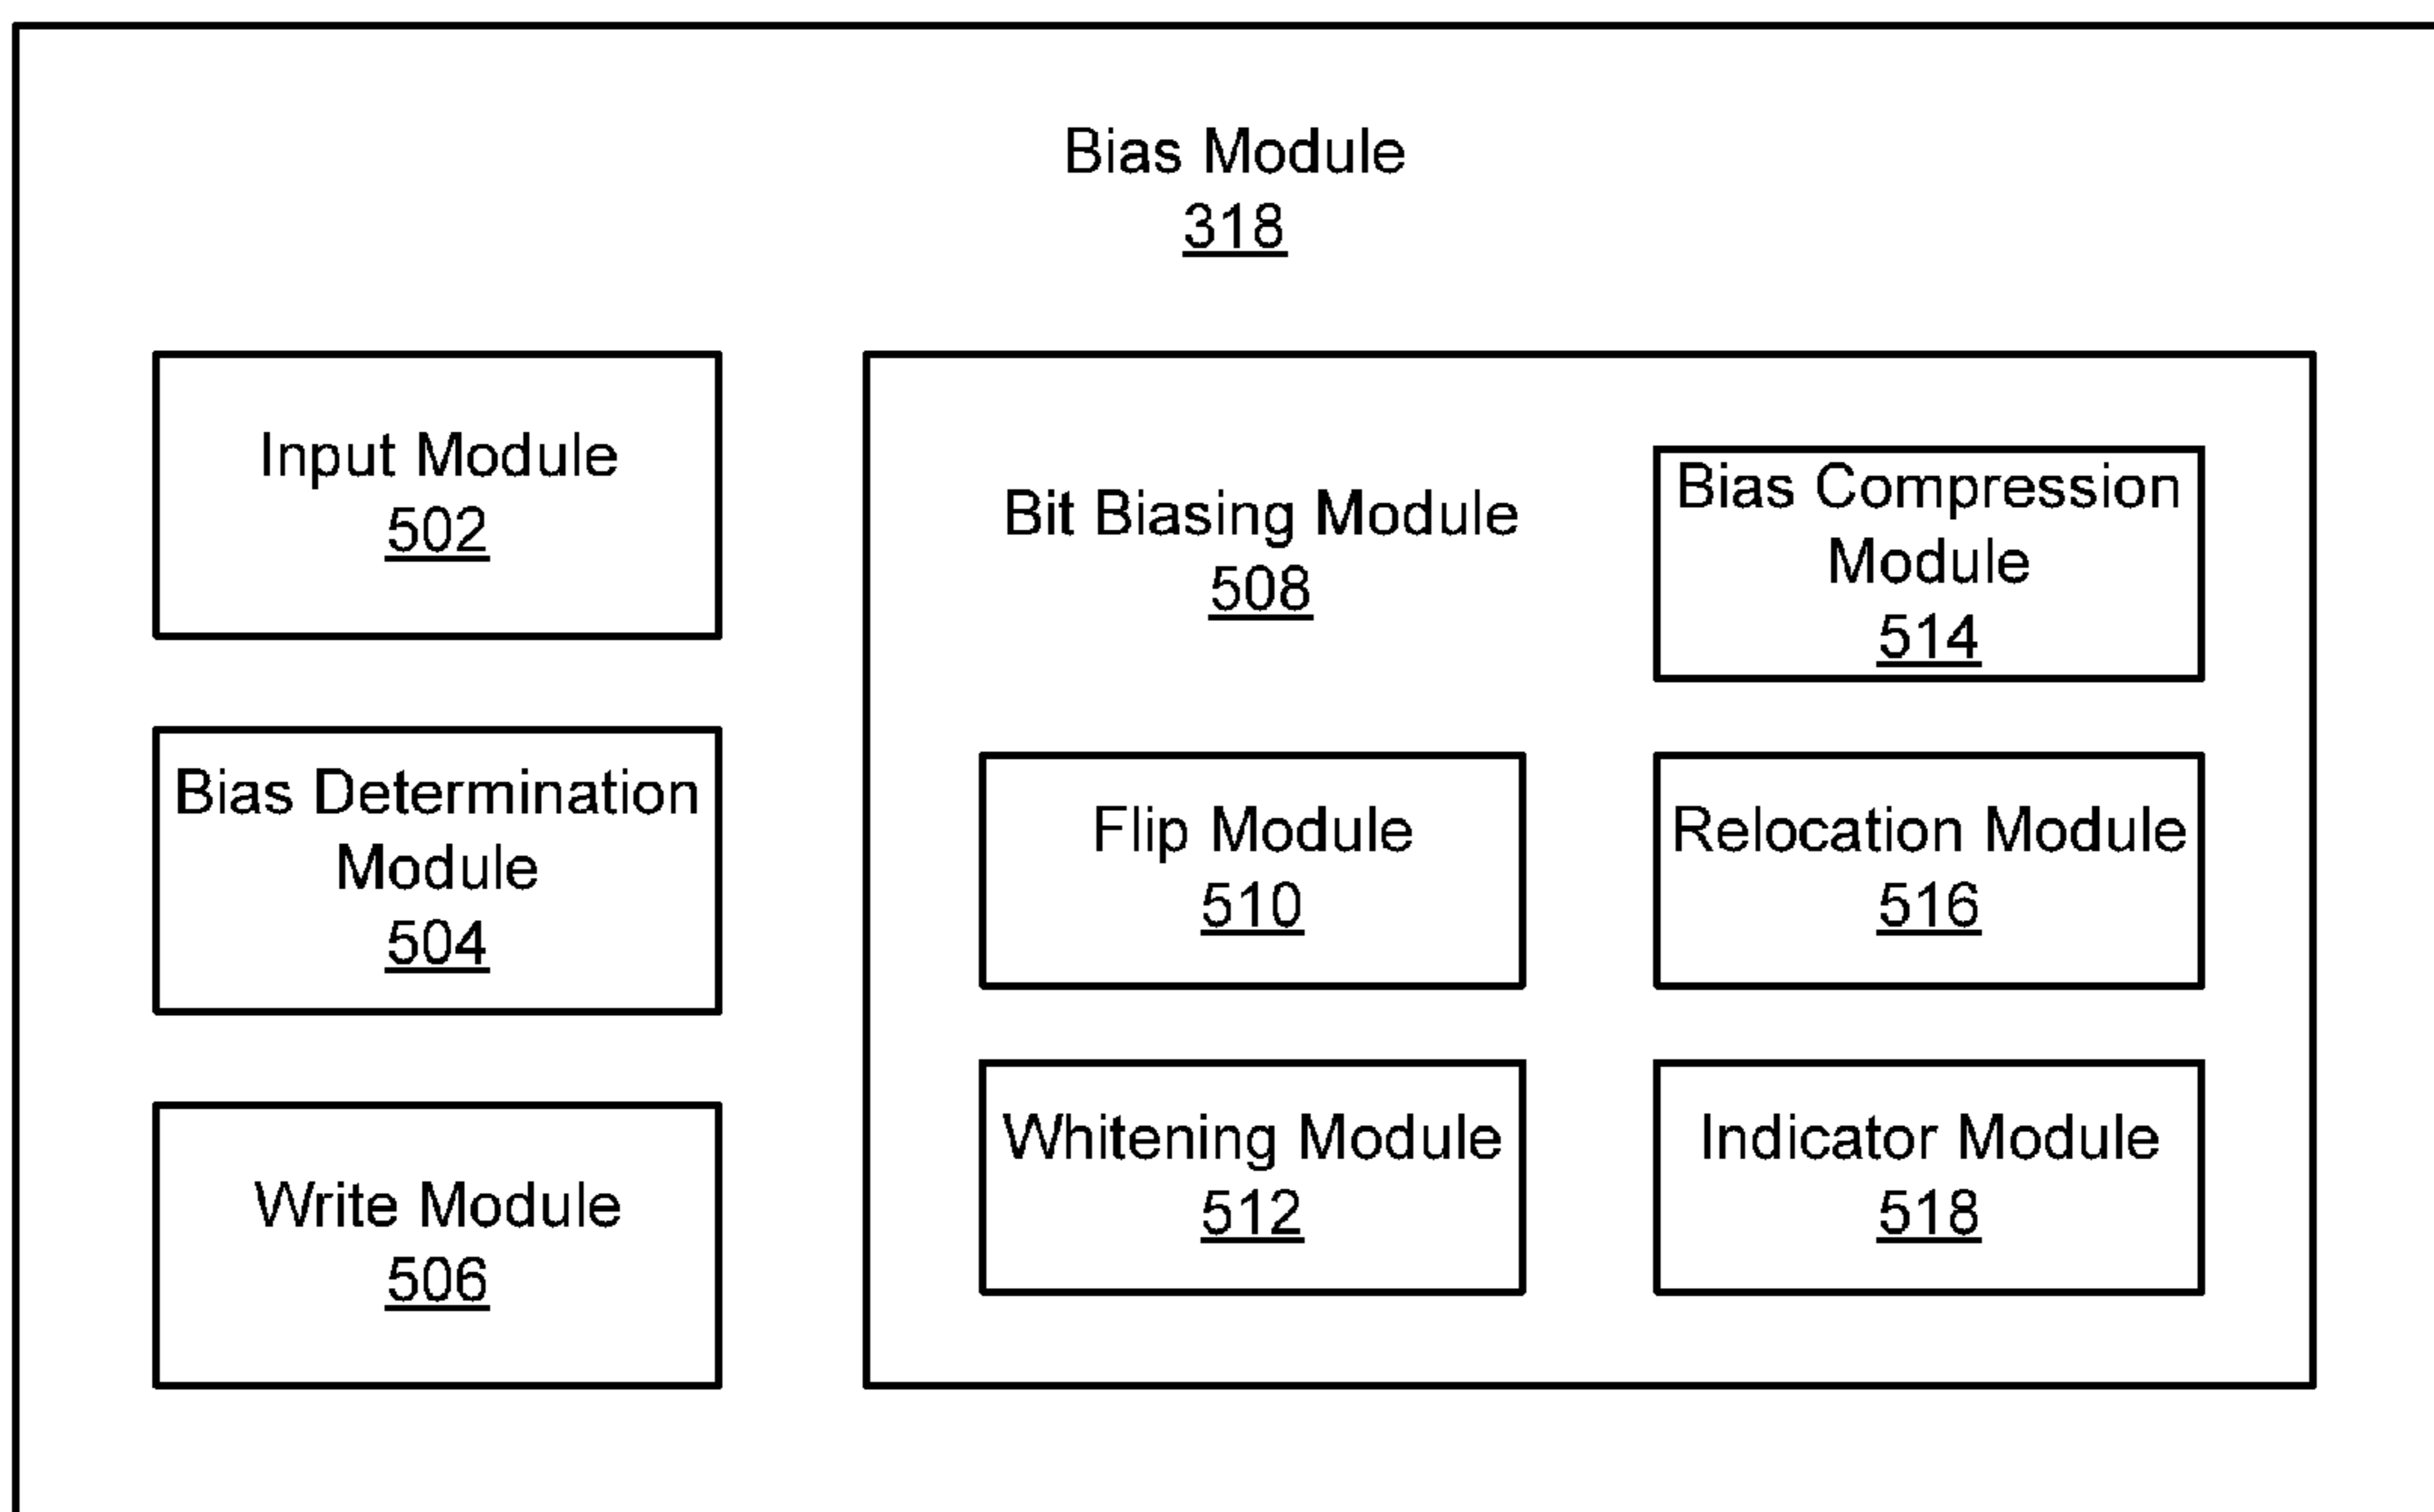 Bias Module
318
Input Module
502
Bias Determination
Module
504
Write Module
506
Bit Biasing Module
508
Bias Compression
Module
514
Flip Module
510
Relocation Module
516
Whitening Module
512
Indicator Module
518